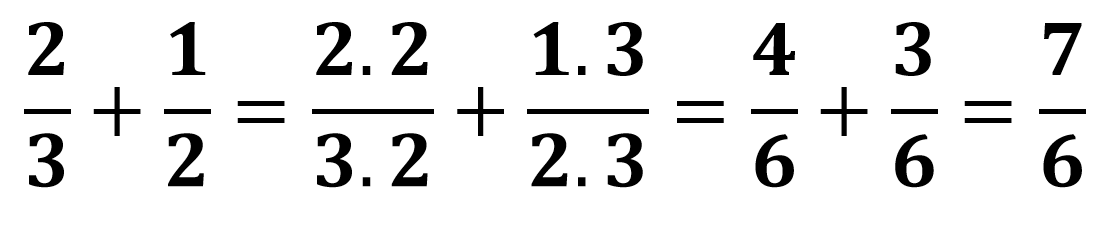 2/3 + 1/2 = 2.2/3.2 + 1.3/2.3 = 4/6 + 3/6 = 7/6